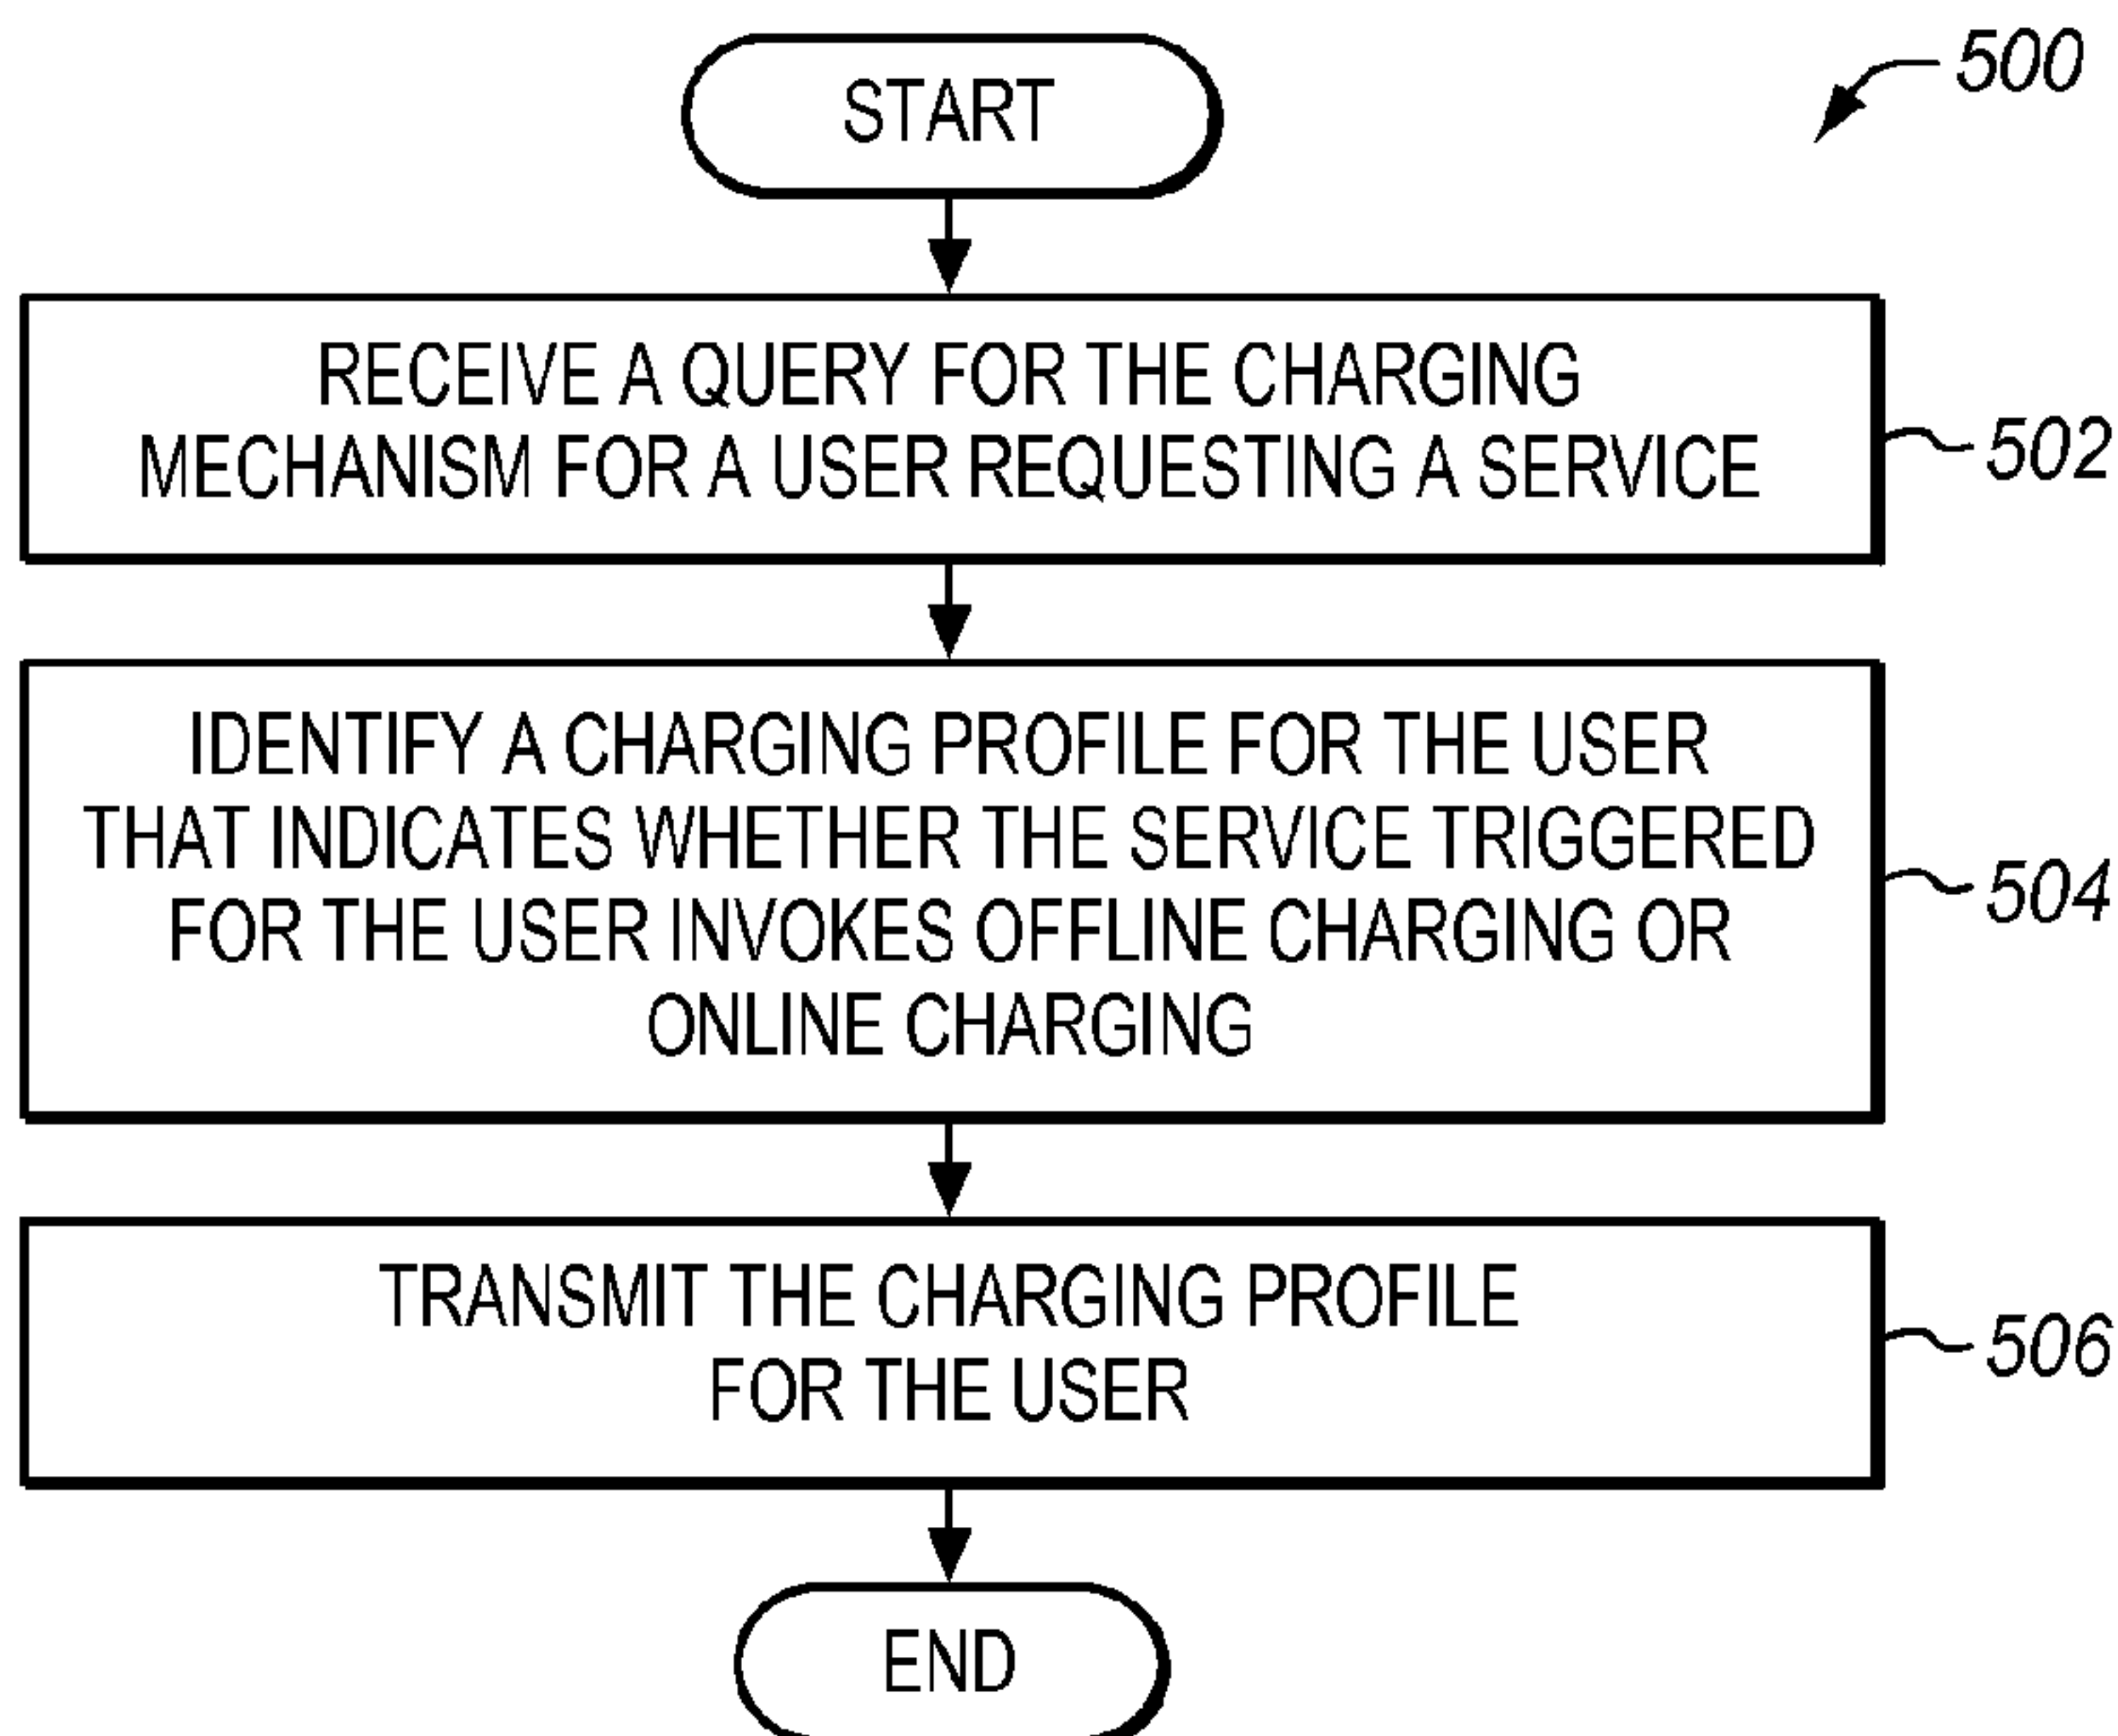 START
500
RECEIVE A QUERY FOR THE CHARGING
MECHANISM FOR A USER REQUESTING A SERVICE
502
IDENTIFY A CHARGING PROFILE FOR THE USER
THAT INDICATES WHETHER THE SERVICE TRIGGERED
FOR THE USER INVOKES OFFLINE CHARGING OR
ONLINE CHARGING
504
TRANSMIT THE CHARGING PROFILE
FOR THE USER
506
END